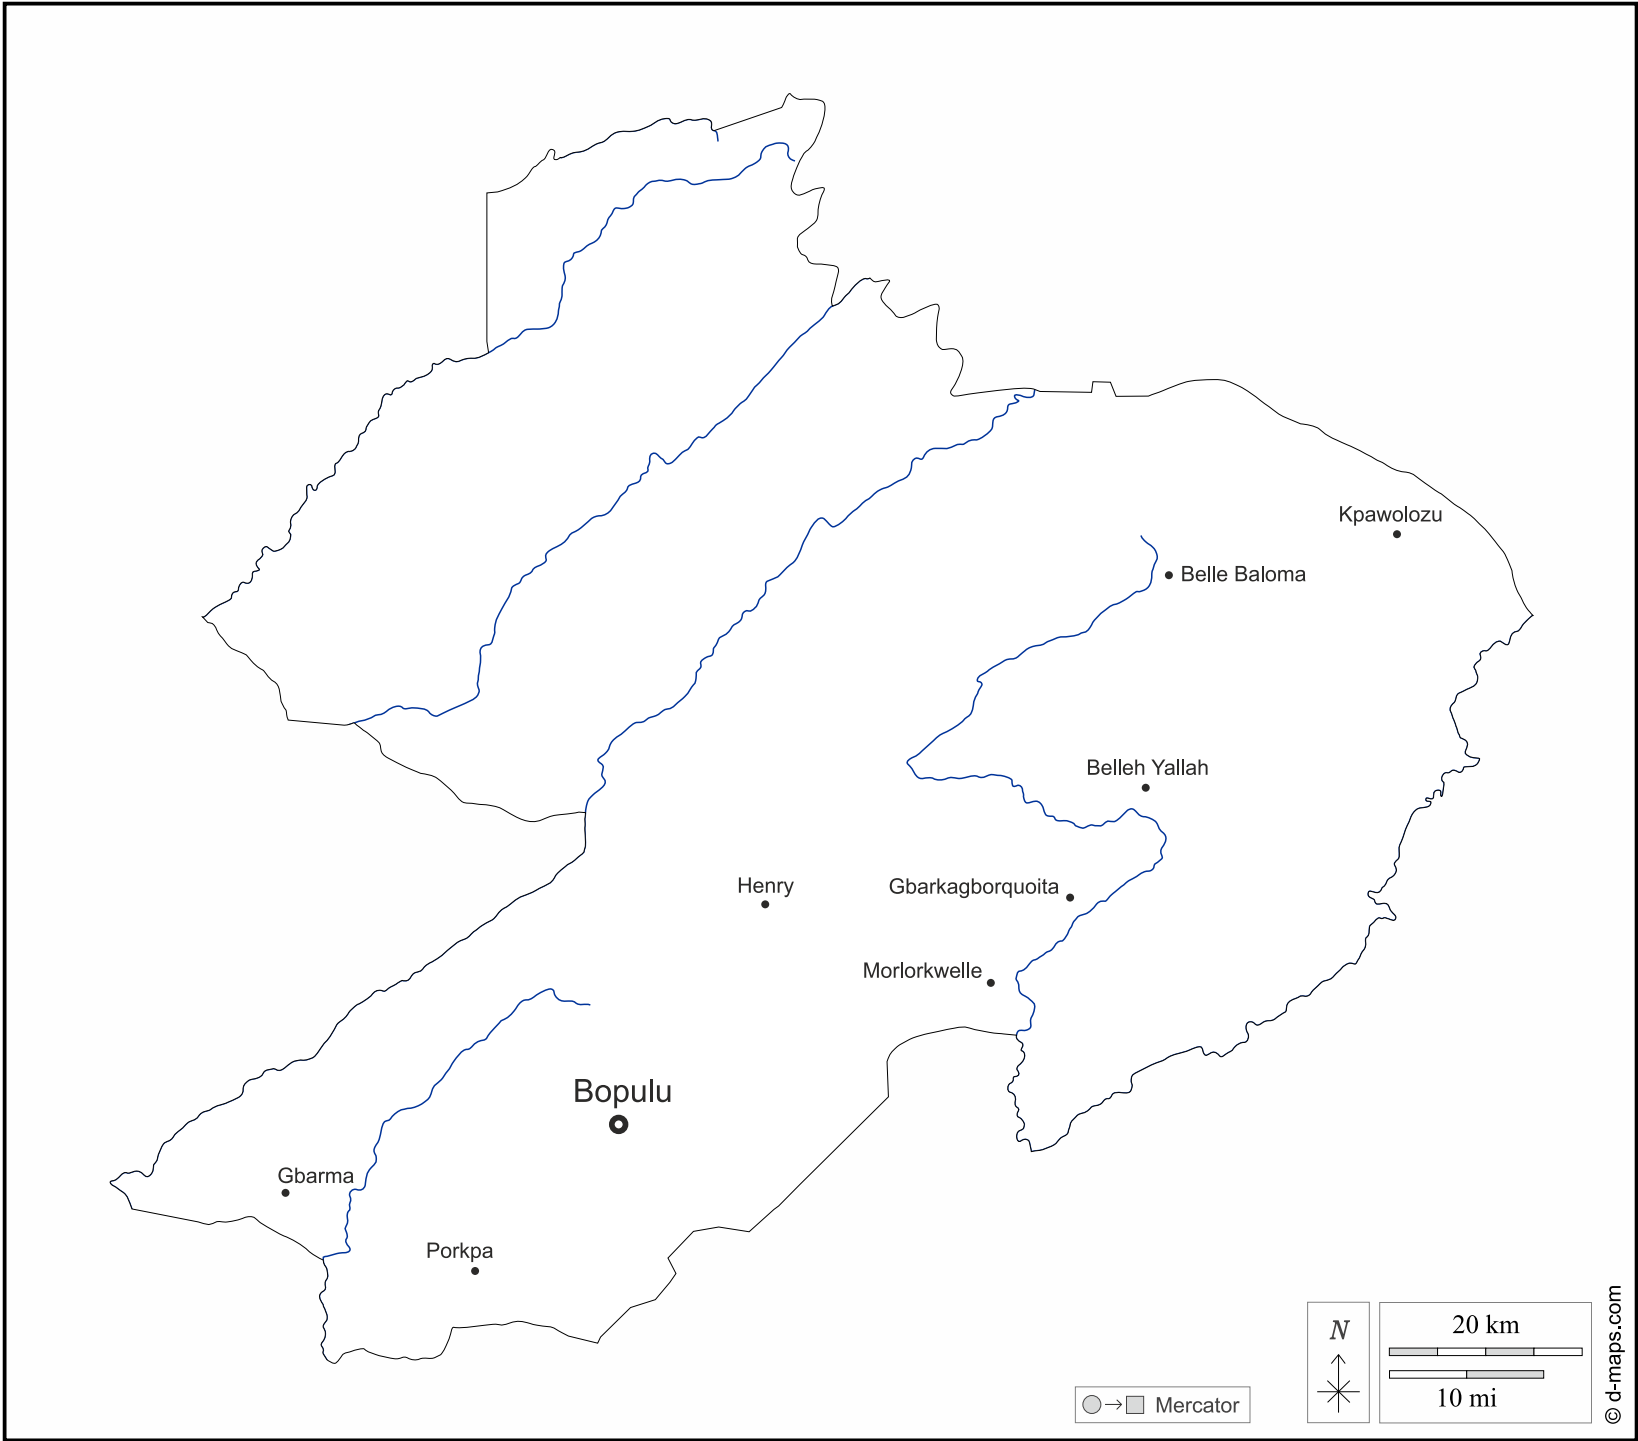 Kpawolozu
Belle Baloma
Belleh Yallah
Henry
Gbarkagborquoita
Morlorkwelle
Bopulu
Gbarma
Porkpa
N
20 km
10 mi
Mercator
© d-maps.com